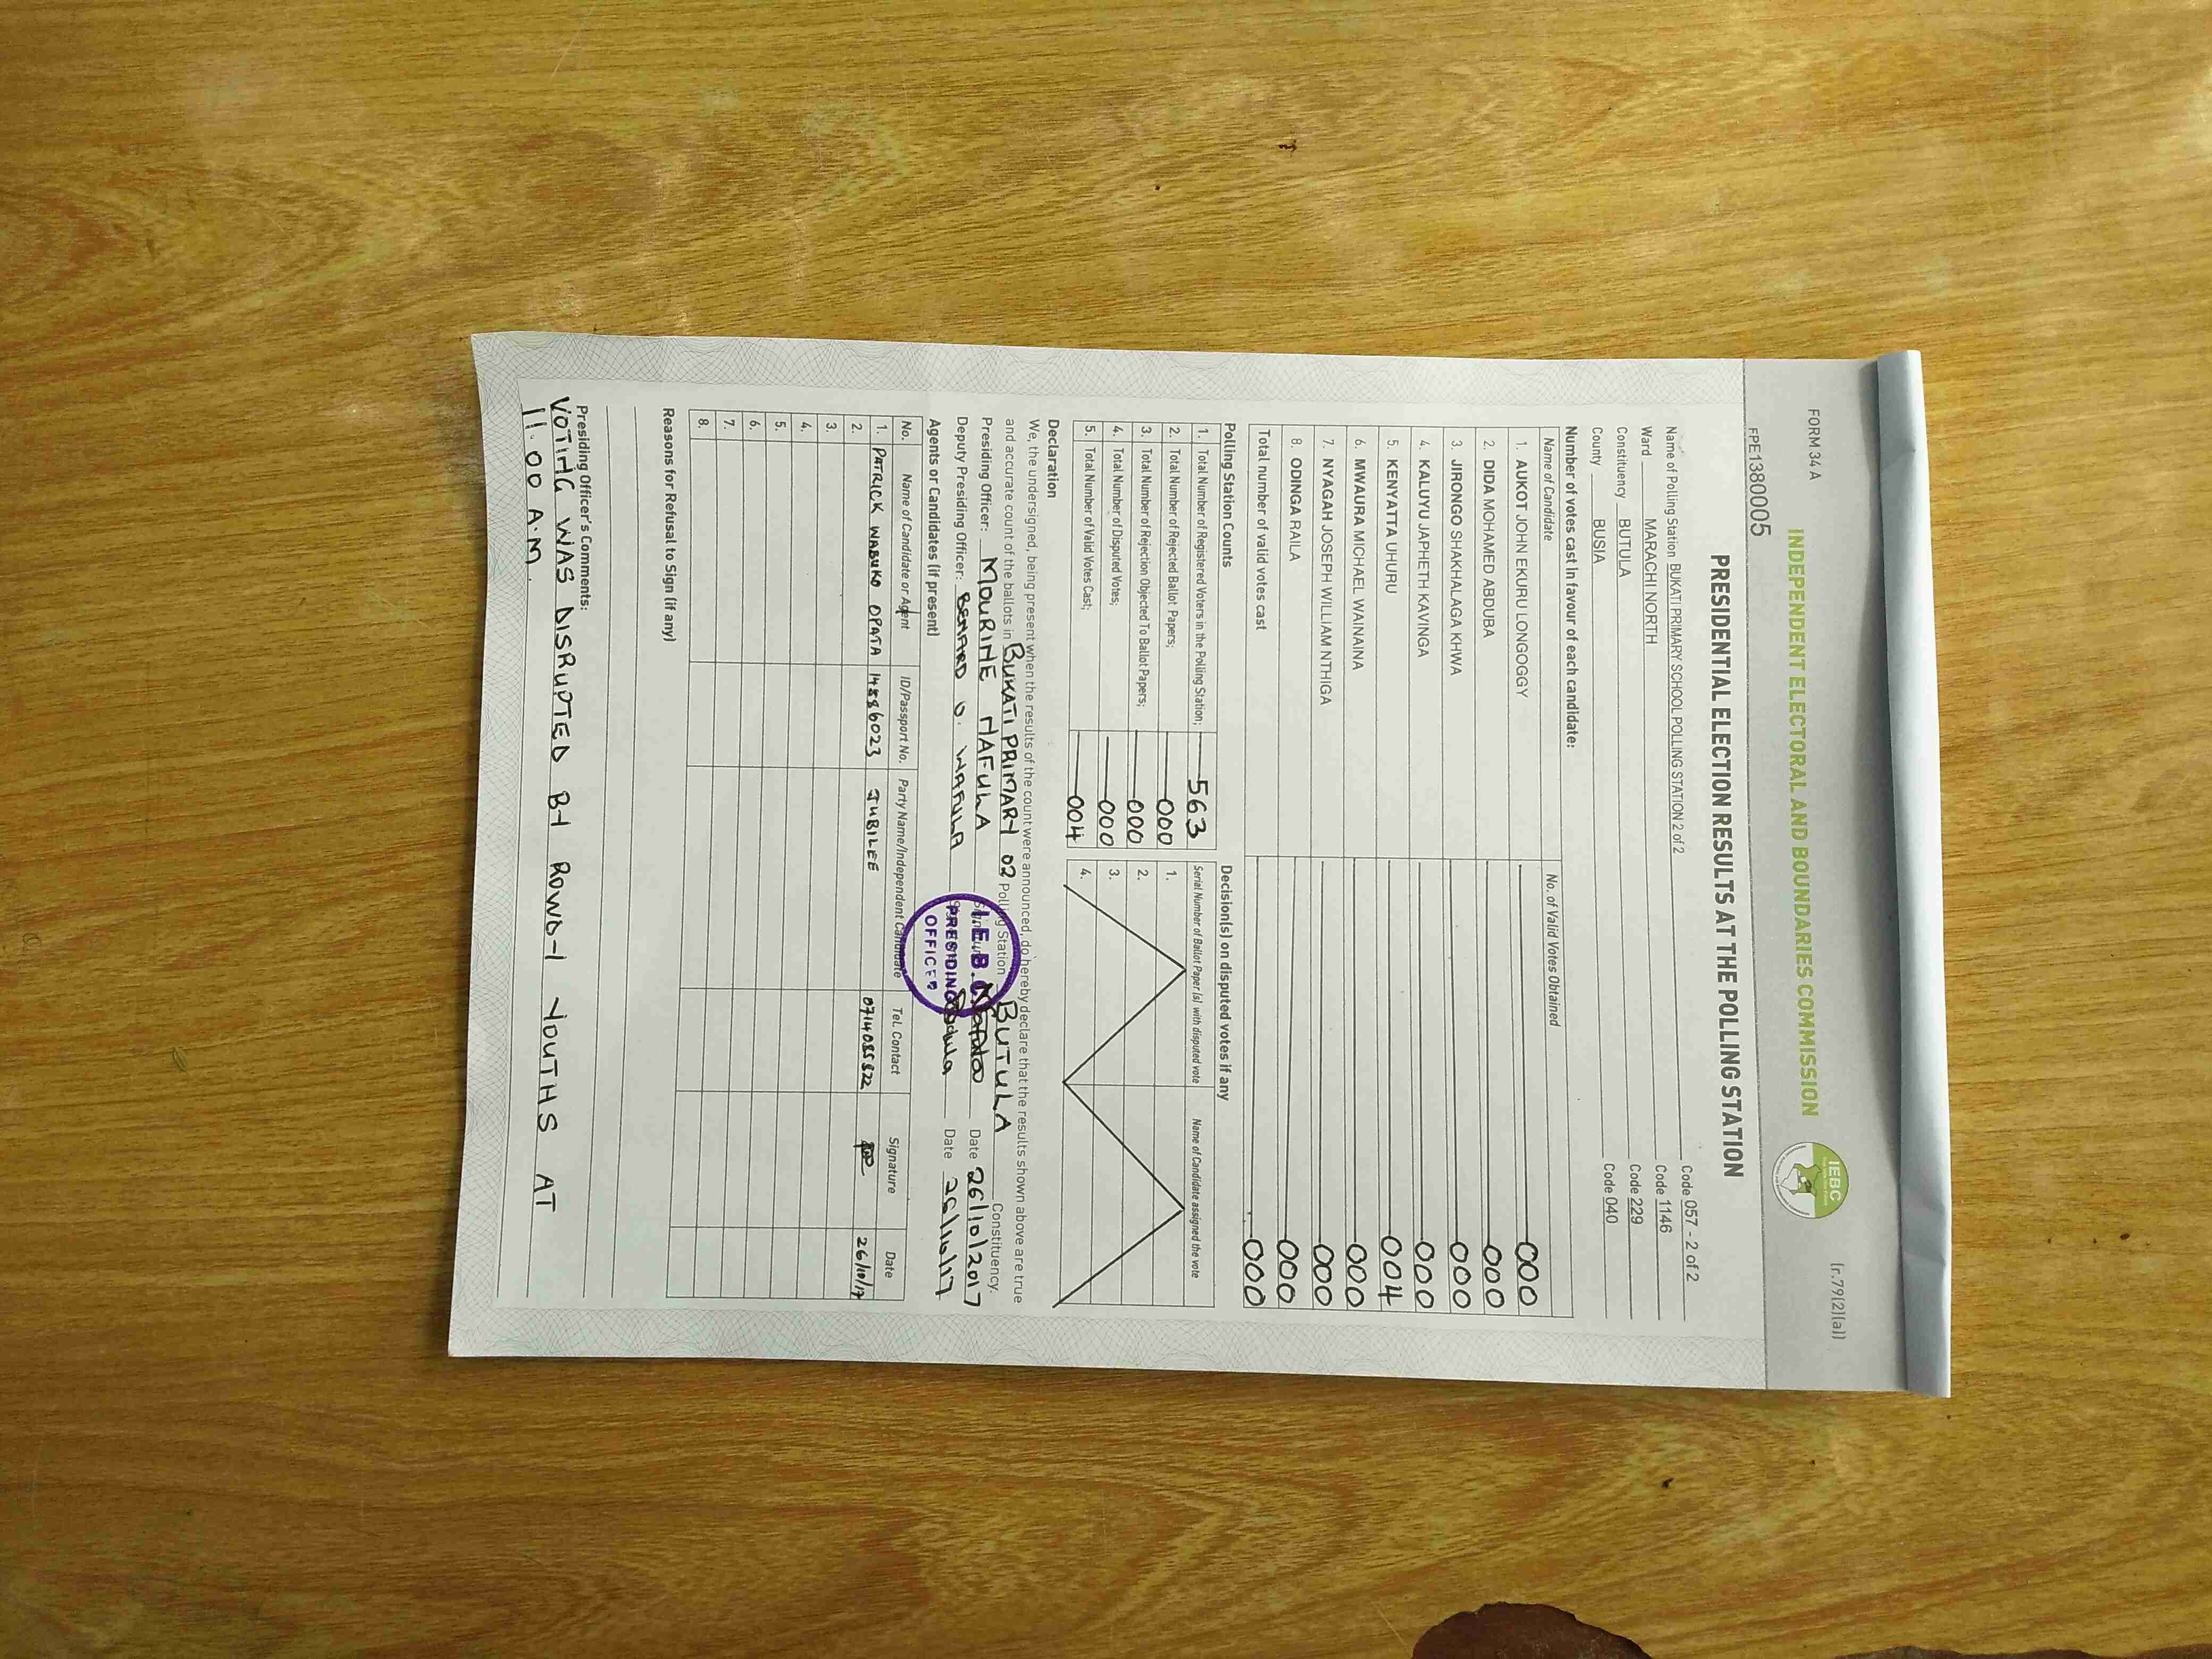 FORM 34 A
(r.79(2)(a))
INDEPENDENT ELECTORAL AND BOUNDARIES COMMISSION
IEBC
FPE1380005
PRESIDENTIAL ELECTION RESULTS AT THE POLLING STATION
Name of Polling Station BUKATI PRIMARY SCHOOL POLLING STATION 2 of 2 Code 057 - 2 of 2
Ward MARACHI NORTH Code 1146
Constituency BUTULA Code 229
County BUSIA Code 040
Number of votes cast in favour of each candidate:
Name of Candidate No. of Valid Votes Obtained
1. AUKOT JOHN EKURU LONGOGGY 000
2. DIDA MOHAMED ABDUBA 000
3. JIRONGO SHAKHALAGA KHWA 000
4. KALUYU JAPHETH KAVINGA 000
5. KENYATTA UHURU 004
6. MWAURA MICHAEL WAINAINA 000
7. NYAGAH JOSEPH WILLIAM NTHIGA 000
8. ODINGA RAILA 000
Total number of valid votes cast 000
Polling Station Counts
1. Total Number of Registered Voters in the Polling Station; 563
2. Total Number of Rejected Ballot Papers; 000
3. Total Number of Rejection Objected To Ballot Papers; 000
4. Total Number of Disputed Votes; 000
5. Total Number of Valid Votes Cast; 004
Decision(s) on disputed votes if any
Serial Number of Ballot Paper (s) with disputed vote Name of Candidate assigned the vote
1.
2.
3.
4.
Declaration
We, the undersigned, being present when the results of the count were announced, do hereby declare that the results shown above are true
and accurate count of the ballots in BUKATI PRIMARY 02 Polling Station BUTULA Constituency.
Presiding Officer: MOURINE NAFULA Date 26/10/2017
Deputy Presiding Officer: BENARD O. WAFULA Date 26/10/17
I.E.B.C
PRESIDING
OFFICER
Agents or Candidates (if present)
No. Name of Candidate or Agent ID/Passport No. Party Name/Independent Candidate Tel. Contact Signature Date
1. PATRICK WABUKO OPATA 14886023 JUBILEE 0714085822 26/10/17
2.
3.
4.
5.
6.
7.
8.
Reasons for Refusal to Sign (if any)
Presiding Officer's Comments:
VOTING WAS DISRUPTED BY ROWDY YOUTHS AT
11.00 A.M.